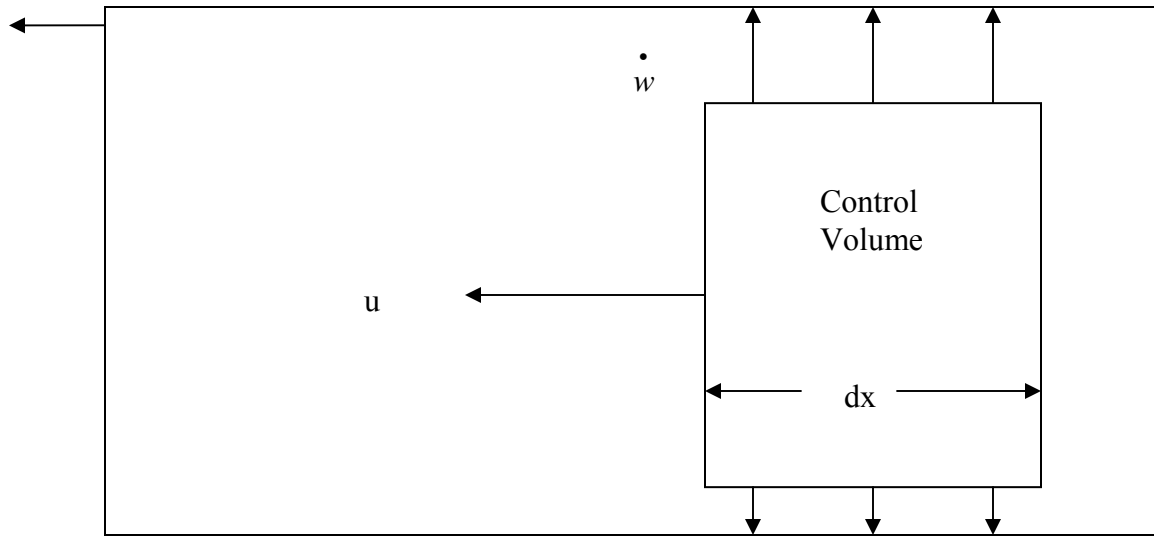 ẇ
Control
Volume
u
dx